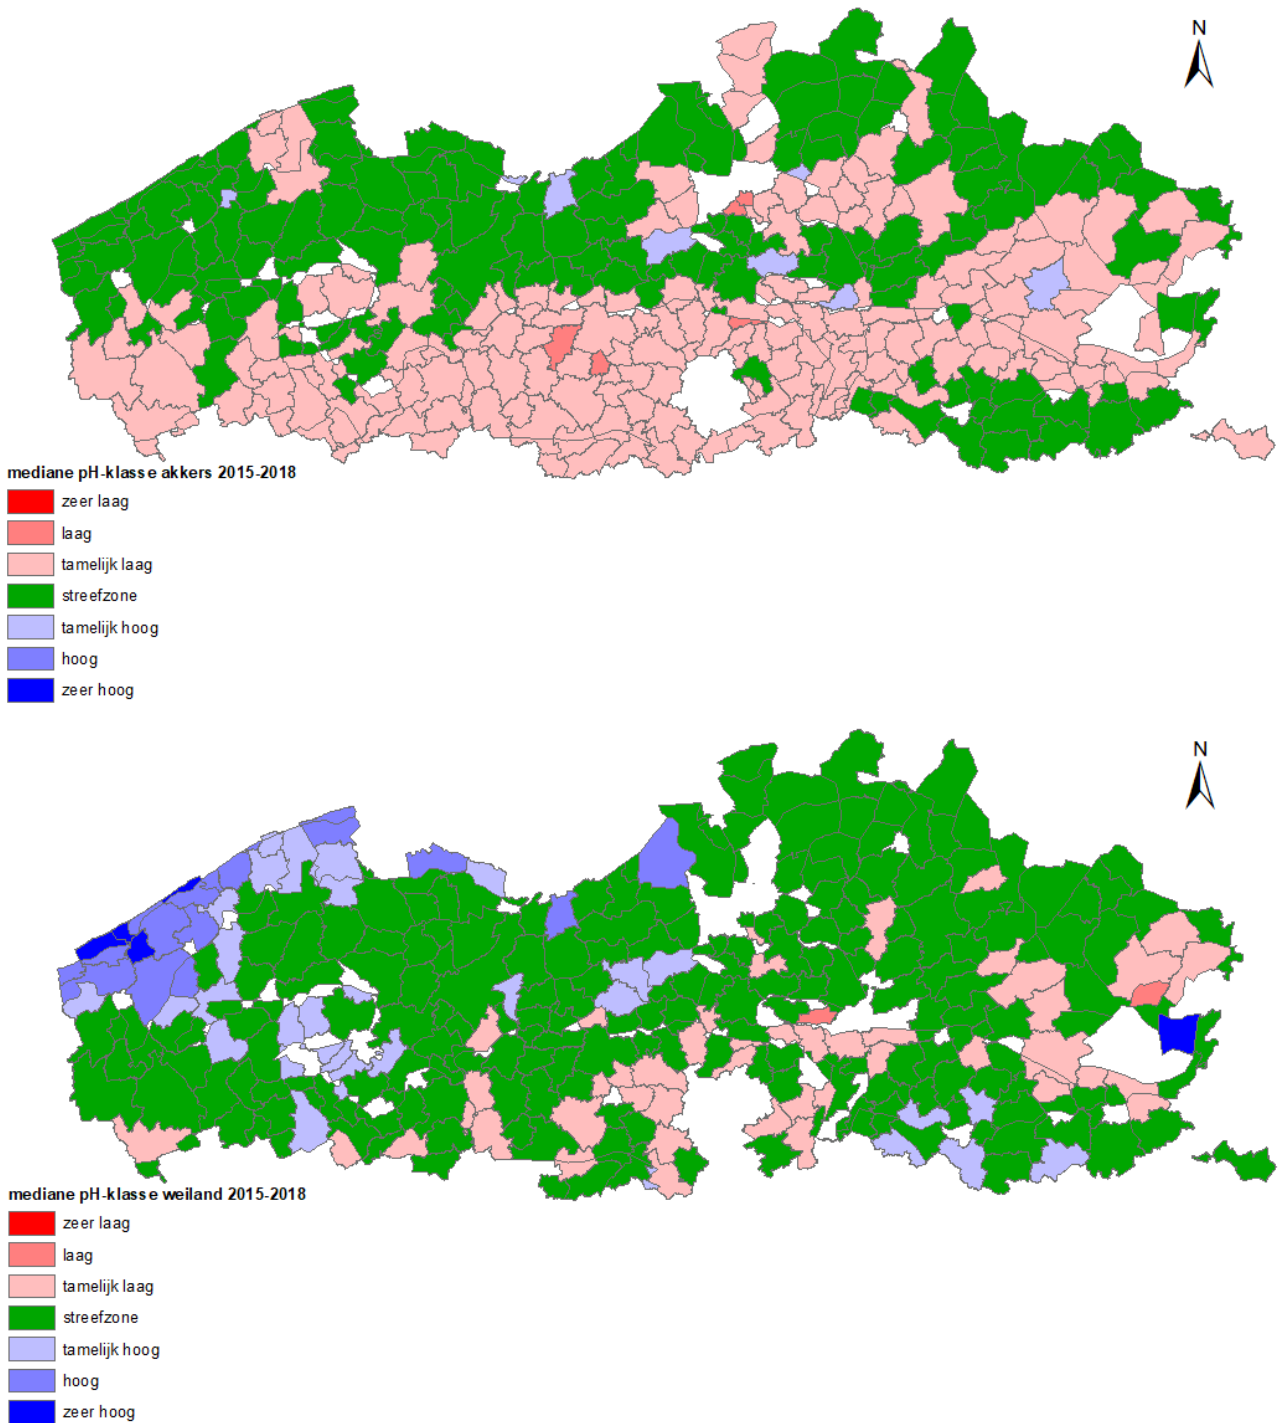 N
mediane pH-klasse akkers 2015-2018
zeer laag
laag
tamelijk laag
streefzone
tamelijk hoog
hoog
zeer hoog
N
mediane pH-klasse weiland 2015-2018
zeer laag
laag
tamelijk laag
streefzone
tamelijk hoog
hoog
zeer hoog